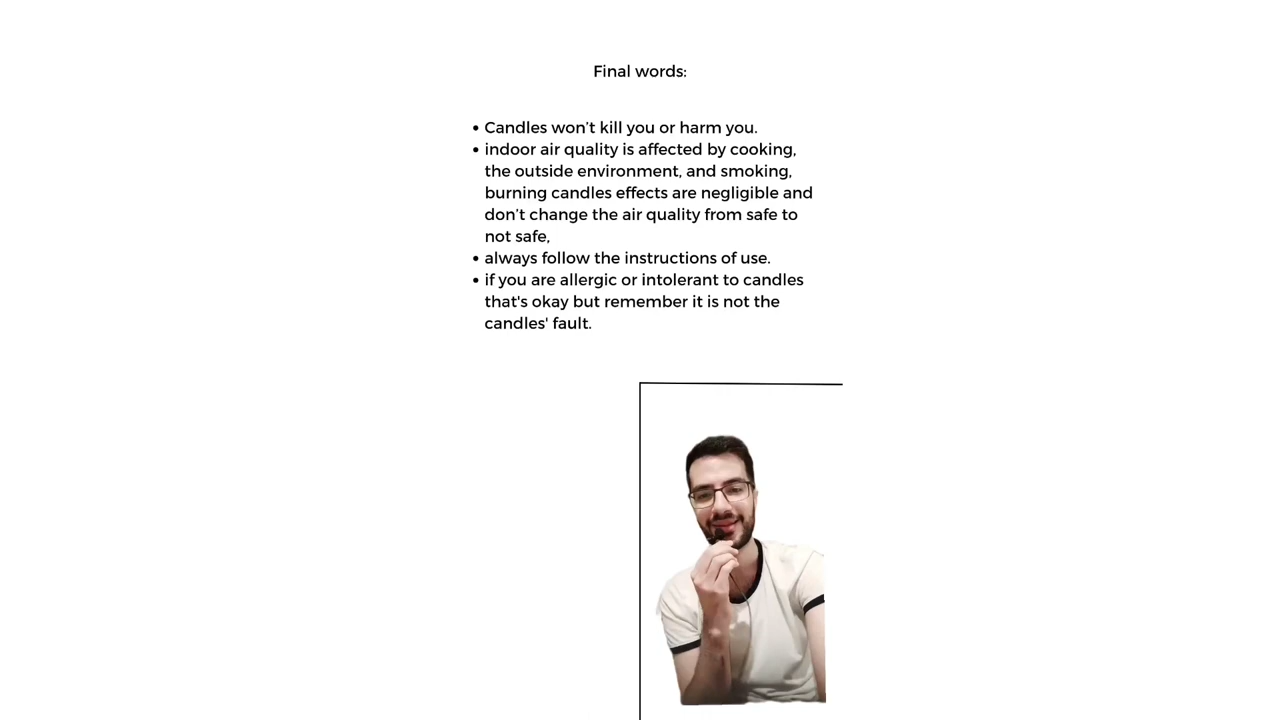 Final words:
• Candles won't kill you or harm you.
• indoor air quality is affected by cooking,
the outside environment, and smoking,
burning candles effects are negligible and
don't change the air quality from safe to
not safe,
• always follow the instructions of use.
• if you are allergic or intolerant to candles
that's okay but remember it is not the
candles' fault.